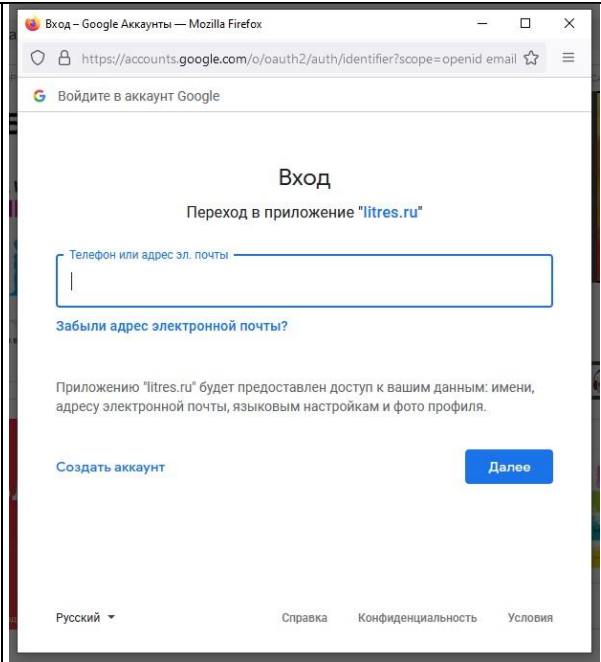 Вход – Google Аккаунты — Mozilla Firefox
https://accounts.google.com/o/oauth2/auth/identifier?scope=openid email
Войдите в аккаунт Google
Вход
Переход в приложение "litres.ru"
Телефон или адрес эл. почты
Забыли адрес электронной почты?
Приложению "litres.ru" будет предоставлен доступ к вашим данным: имени,
адресу электронной почты, языковым настройкам и фото профиля.
Создать аккаунт Далее
Русский Справка Конфиденциальность Условия